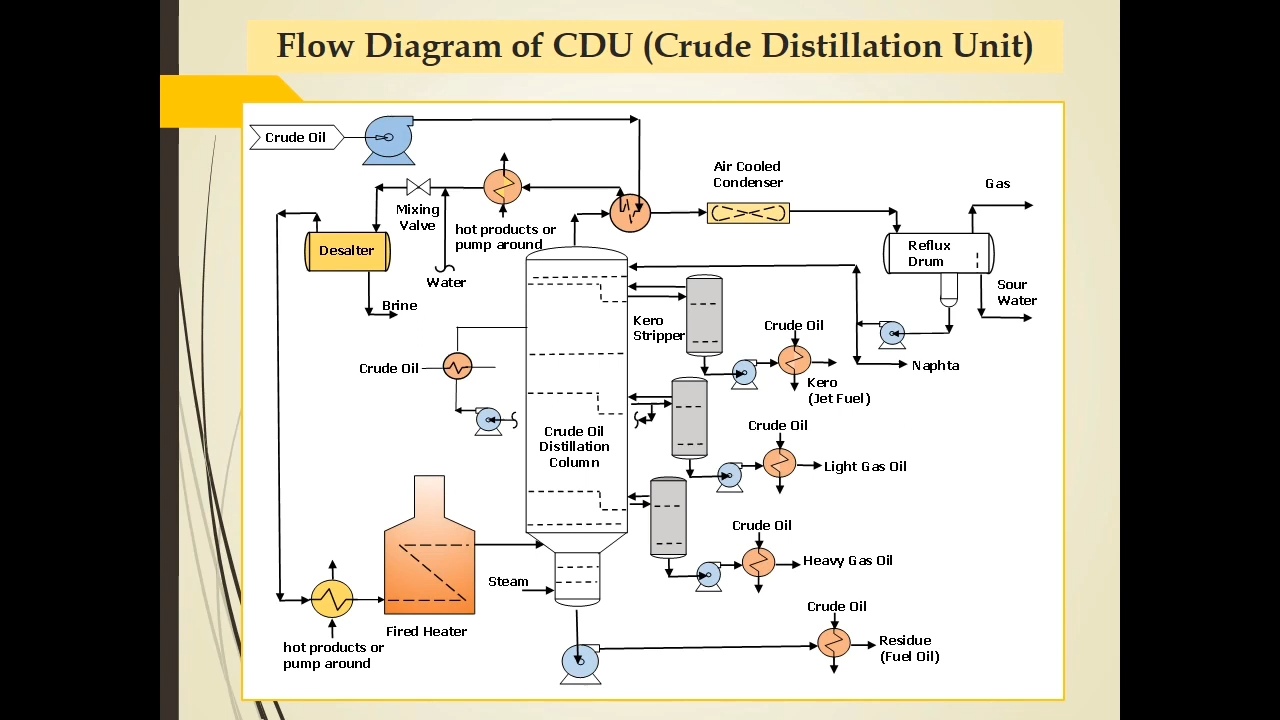 Flow Diagram of CDU (Crude Distillation Unit)
Crude Oil
Air Cooled
Condenser
Gas
Mixing
Valve
hot products or
pump around
Desalter
Reflux
Drum
Water
Sour
Water
Brine
Kero
Stripper
Crude Oil
Crude Oil
Naphta
Kero
(Jet Fuel)
Crude Oil
Distillation
Column
Crude Oil
Light Gas Oil
Crude Oil
Heavy Gas Oil
Steam
Crude Oil
Fired Heater
Residue
(Fuel Oil)
hot products or
pump around